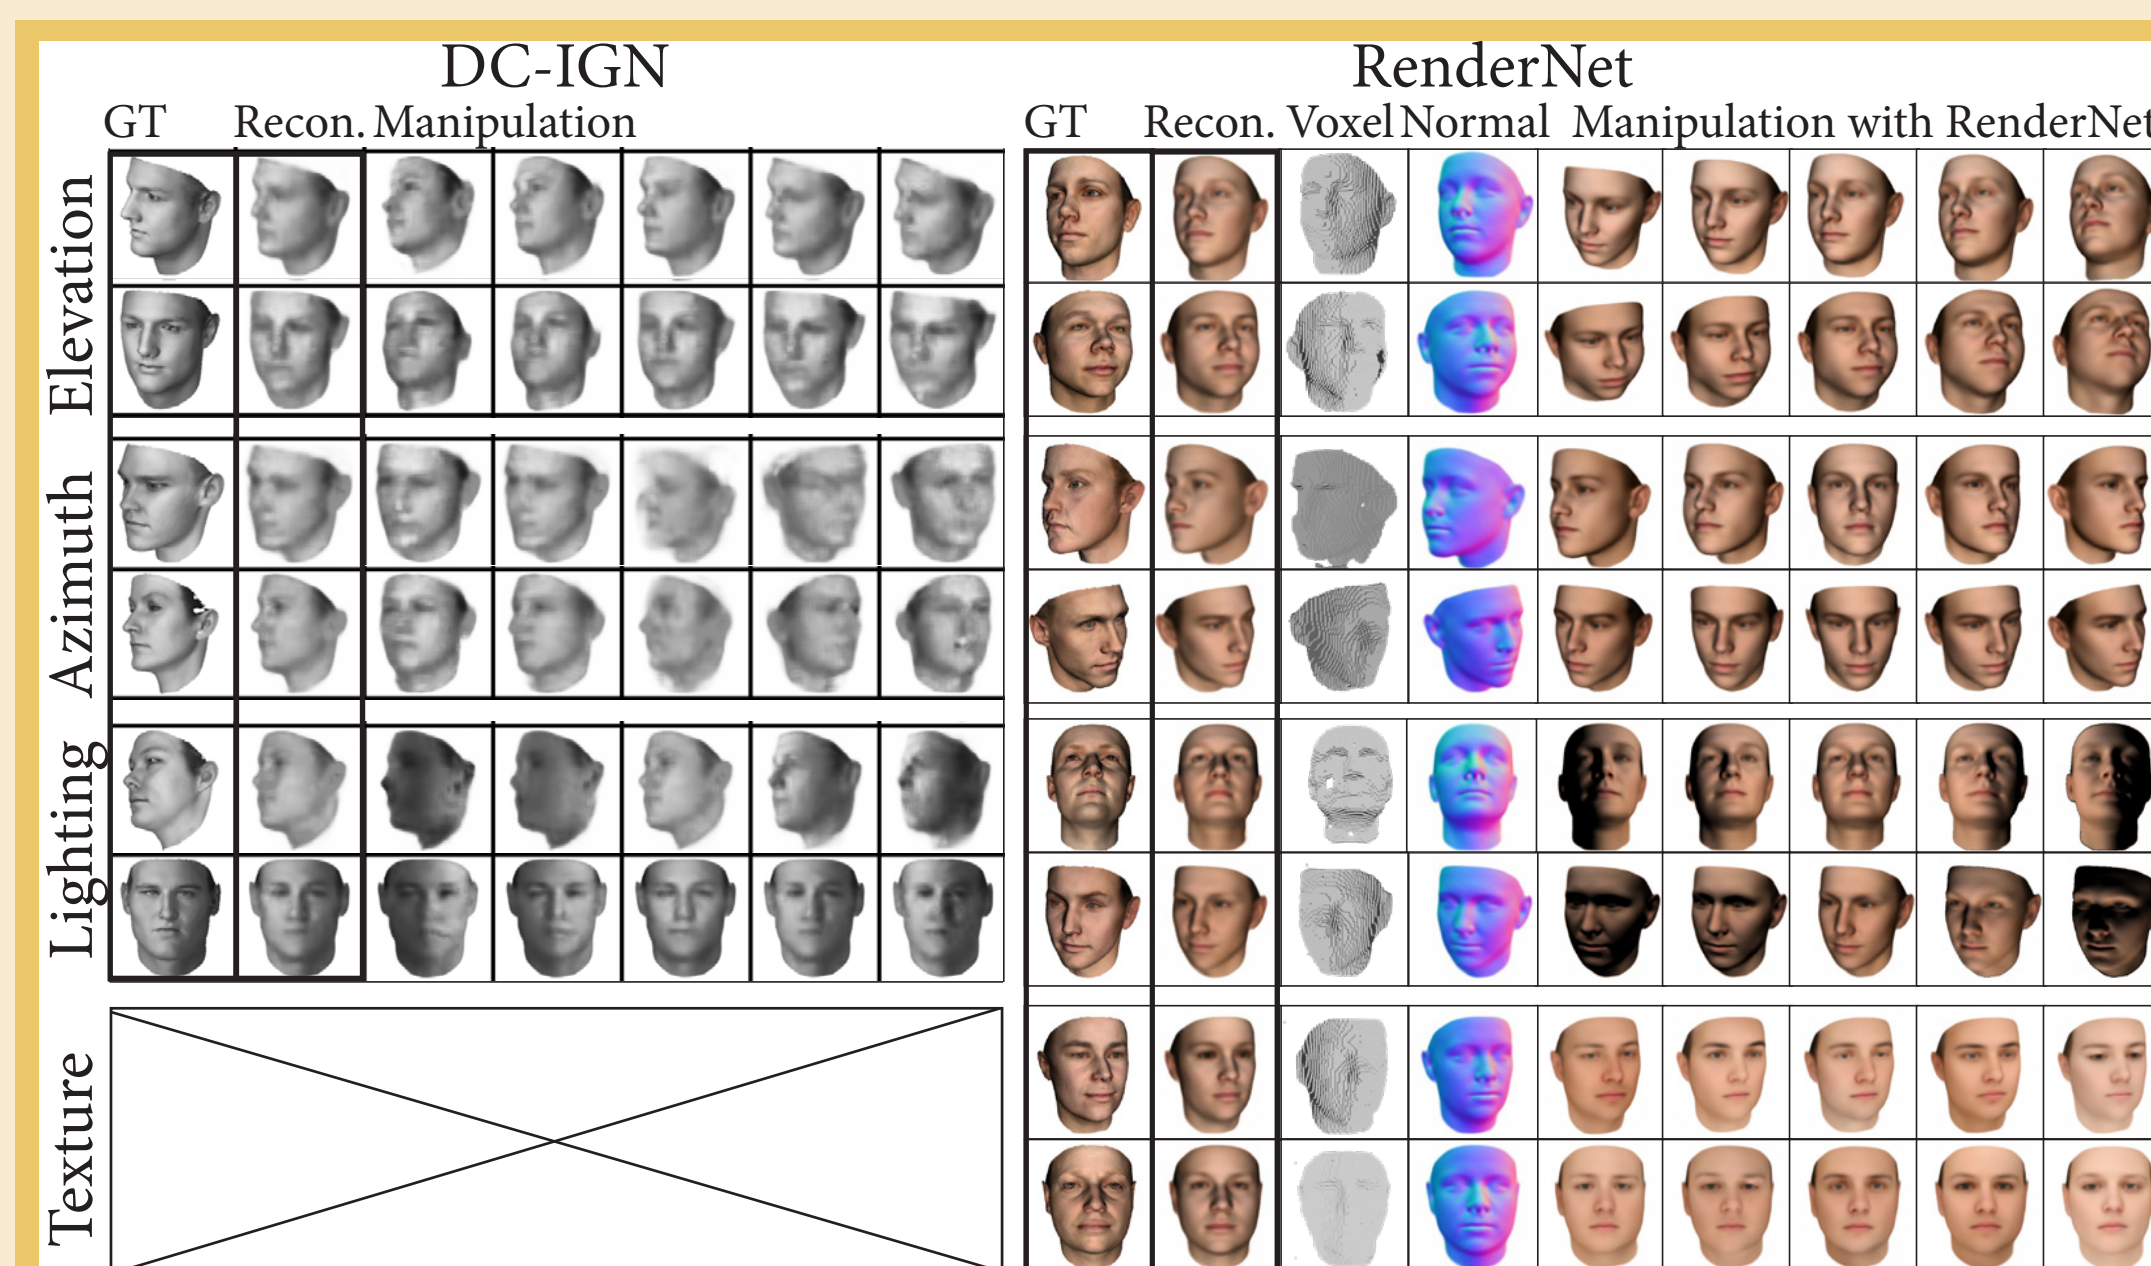 DC-IGN
RenderNet
GT Recon. Manipulation
GT Recon. Voxel Normal Manipulation with RenderNet
Elevation
Azimuth
Lighting
Texture